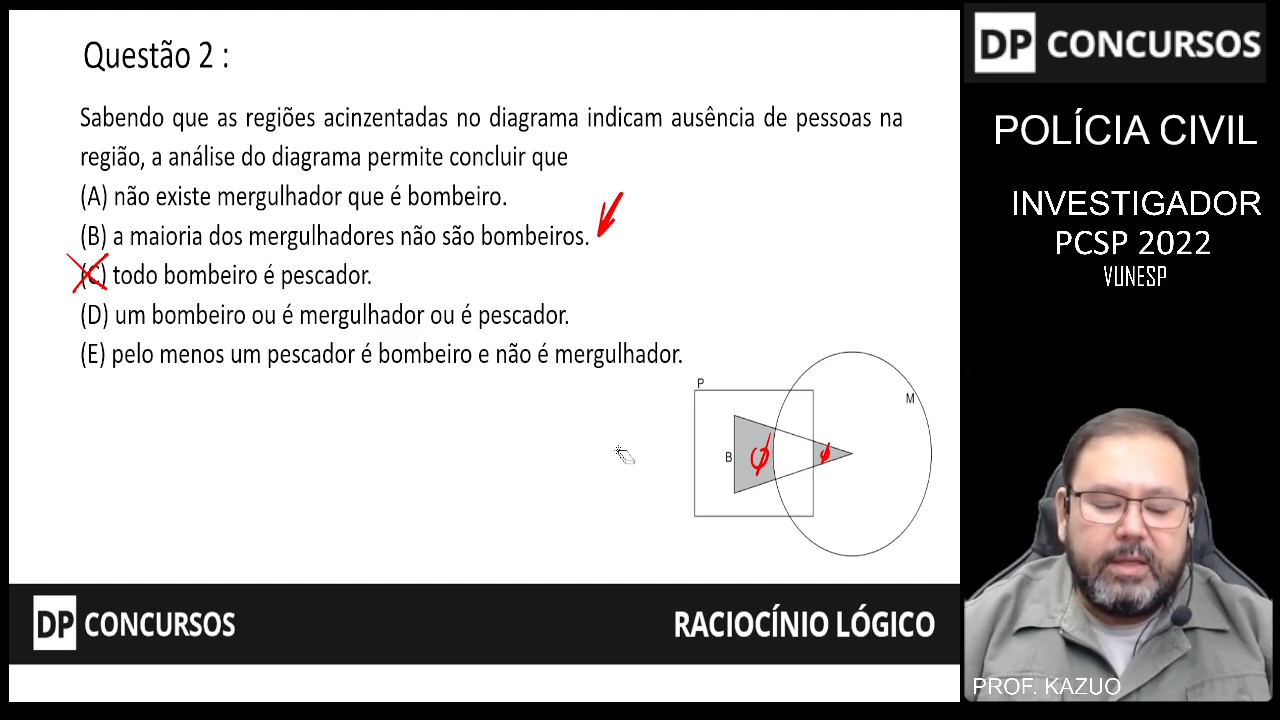 Questão 2 :
Sabendo que as regiões acinzentadas no diagrama indicam ausência de pessoas na
região, a análise do diagrama permite concluir que
(A) não existe mergulhador que é bombeiro.
(B) a maioria dos mergulhadores não são bombeiros.
(C) todo bombeiro é pescador.
(D) um bombeiro ou é mergulhador ou é pescador.
(E) pelo menos um pescador é bombeiro e não é mergulhador.
P
M
B
φ
φ
DP CONCURSOS
RACIOCÍNIO LÓGICO
DP CONCURSOS
POLÍCIA CIVIL
INVESTIGADOR
PCSP 2022
VUNESP
PROF. KAZUO